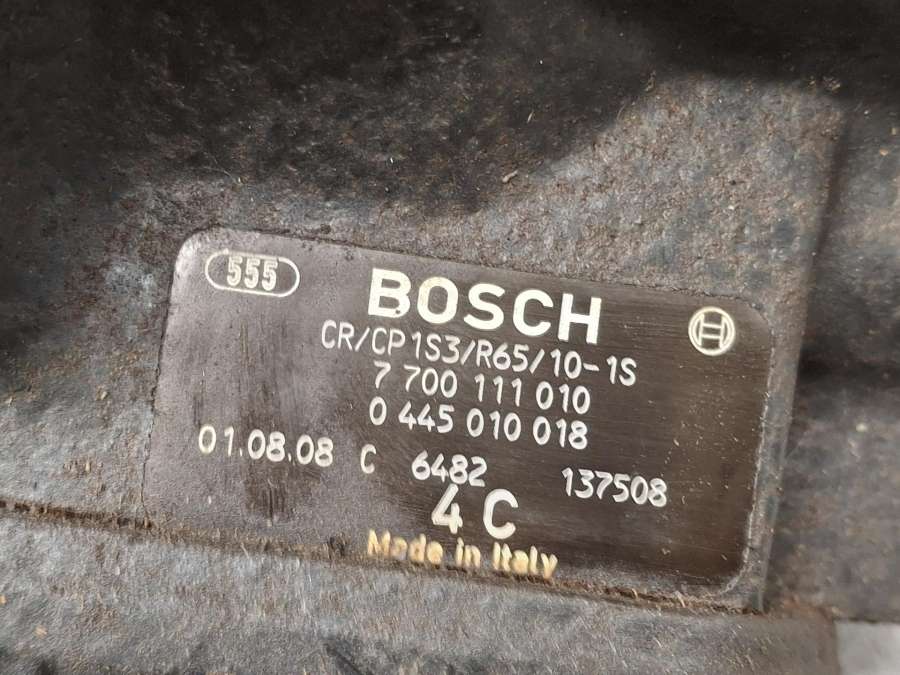 555
BOSCH
CR/CP1S3/R65/10-1S
7 700 111 010
0 445 010 018
01.08.08 C 6482 137508
4 C
Made in Italy